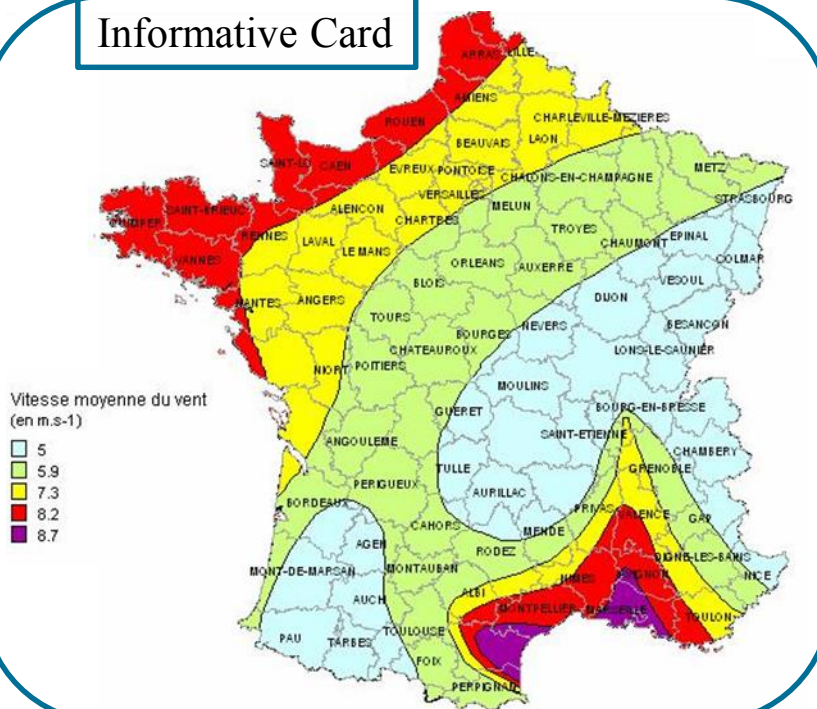 Informative Card
ARRAS LILLE
AMIENS
ROUEN
CHARLEVILLE-MEZIERES
BEAUVAIS LAON
SAINT-LO CAEN
EVREUX PONTOISE
METZ
CHALONS-EN-CHAMPAGNE
VERSAILLES
STRASBOURG
QUIMPER SAINT-BRIEUC
ALENCON
MELUN
CHARTRES
RENNES
TROYES
LAVAL
CHAUMONT EPINAL
LE MANS
VANNES
ORLEANS
AUXERRE
COLMAR
BLOIS
VESOUL
NANTES ANGERS
DIJON
TOURS
NEVERS
BESANCON
BOURGES
CHATEAUROUX
LONS-LE-SAUNIER
NIORT POITIERS
MOULINS
GUERET
BOURG-EN-BRESSE
SAINT-ETIENNE
ANGOULEME
CHAMBERY
TULLE
GRENOBLE
PERIGUEUX
AURILLAC
BORDEAUX
PRIVAS VALENCE
GAP
CAHORS
MENDE
AGEN
RODEZ
DIGNE-LES-BAINS
MONT-DE-MARSAN
MONTAUBAN
NICE
NIMES AVIGNON
ALBI
AUCH
MONTPELLIER MARSEILLE
TOULON
TOULOUSE
PAU
TARBES
FOIX
PERPIGNAN
Vitesse moyenne du vent
(en m.s-1)
5
5.9
7.3
8.2
8.7